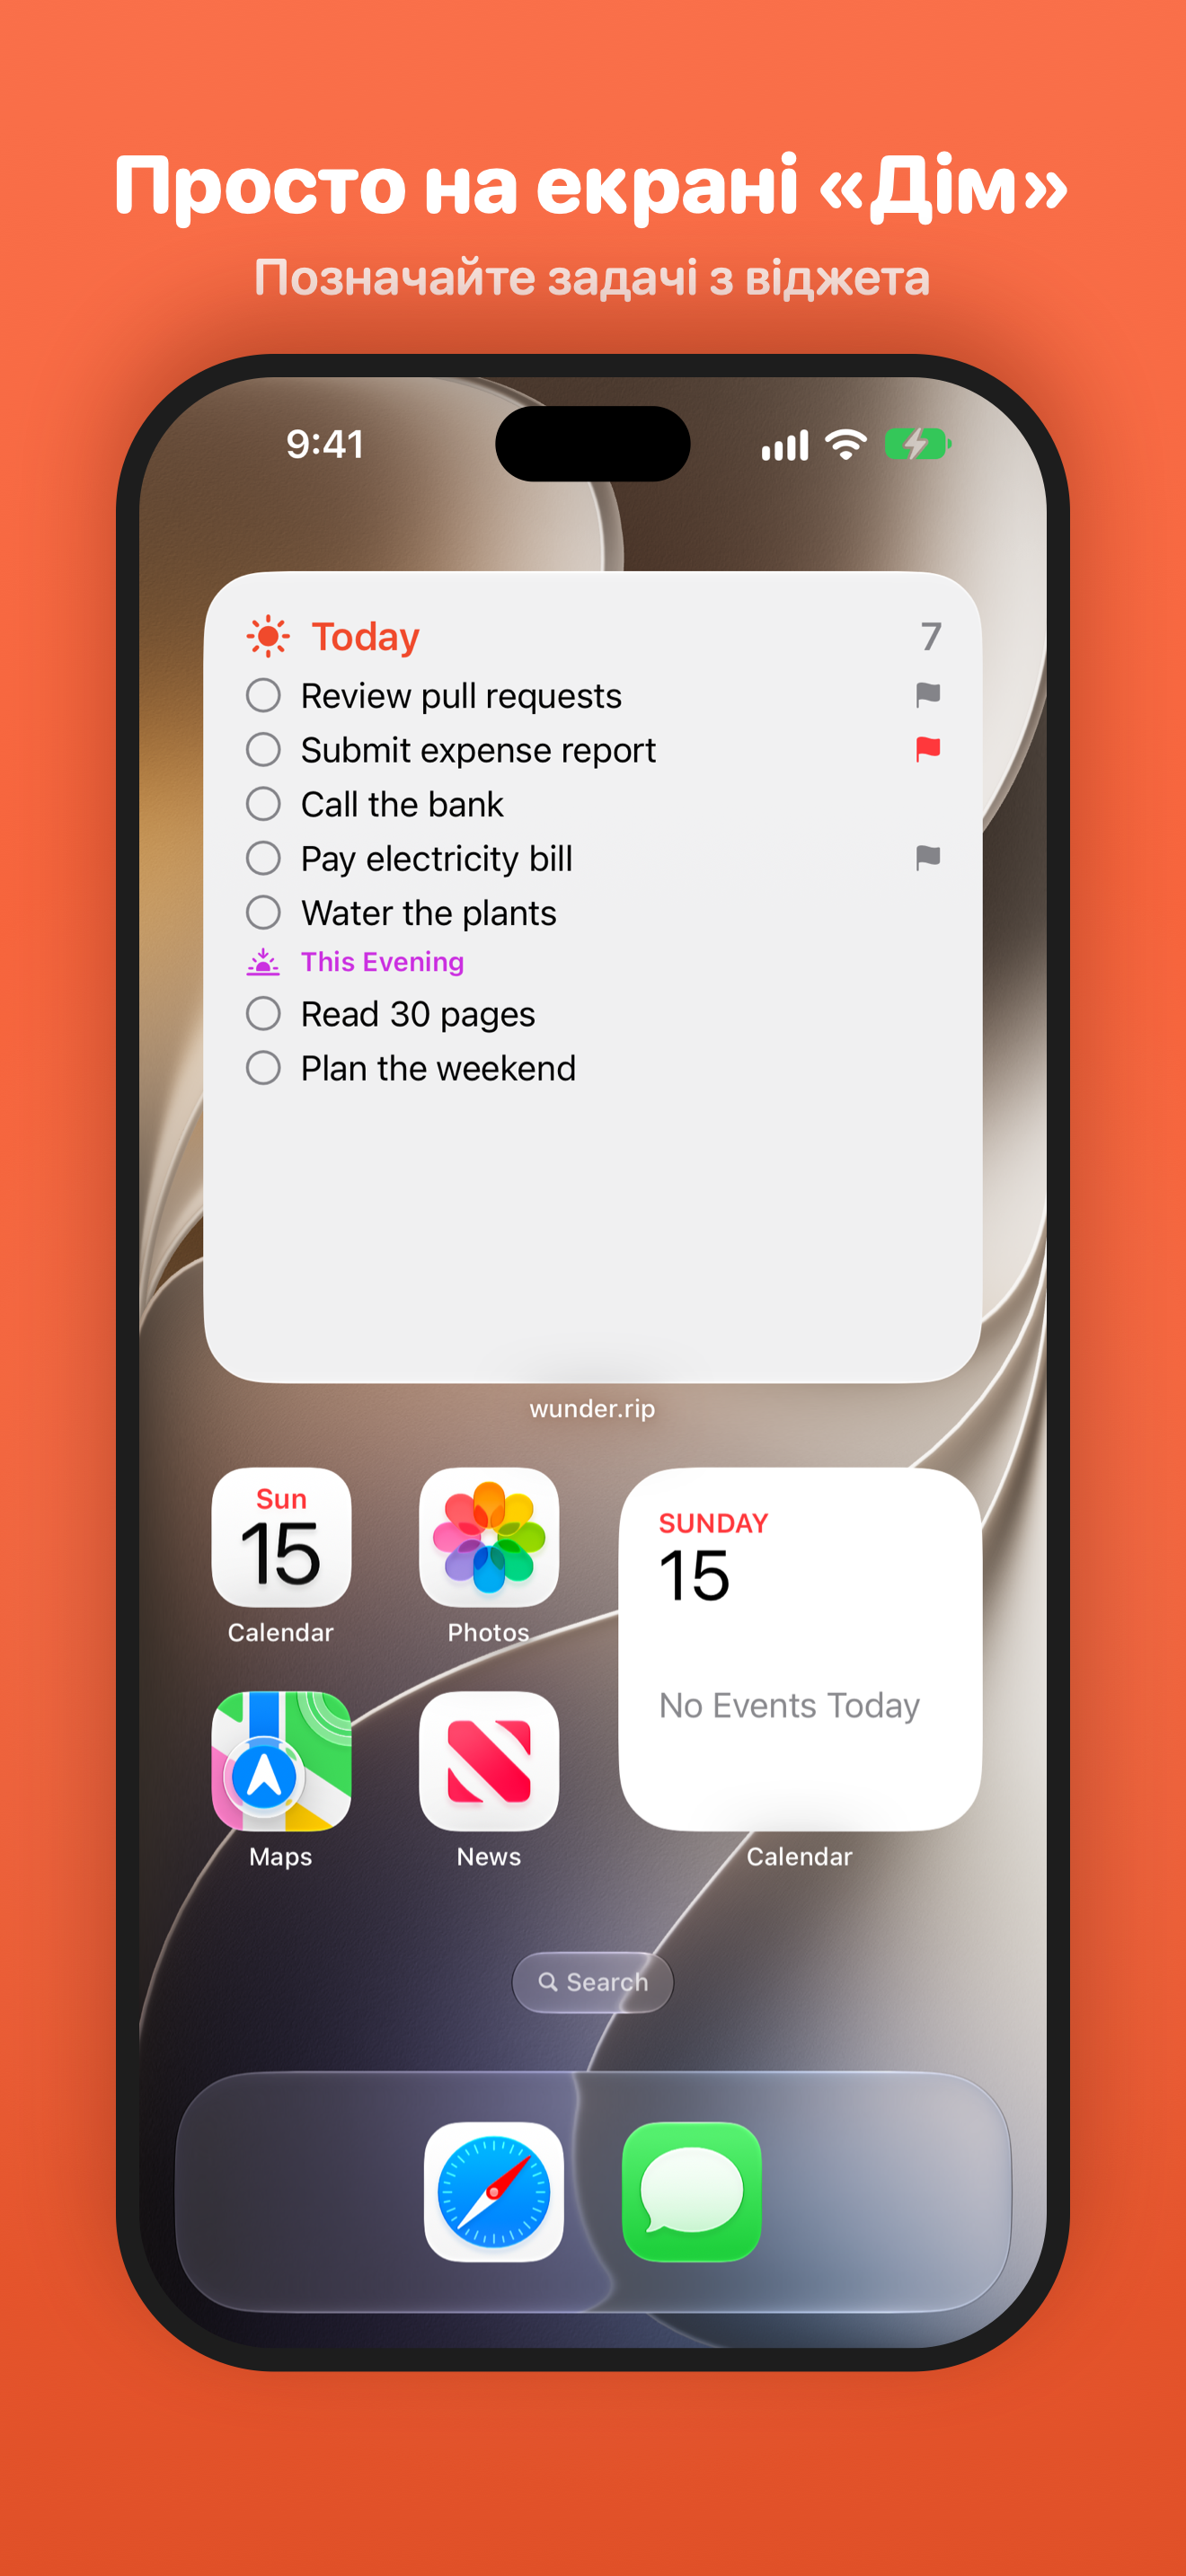 Просто на екрані «Дім»
Позначайте задачі з віджета
9:41
Today 7
Review pull requests
Submit expense report
Call the bank
Pay electricity bill
Water the plants
This Evening
Read 30 pages
Plan the weekend
wunder.rip
Sun
15
Calendar
Photos
SUNDAY
15
No Events Today
Maps
News
Calendar
Search